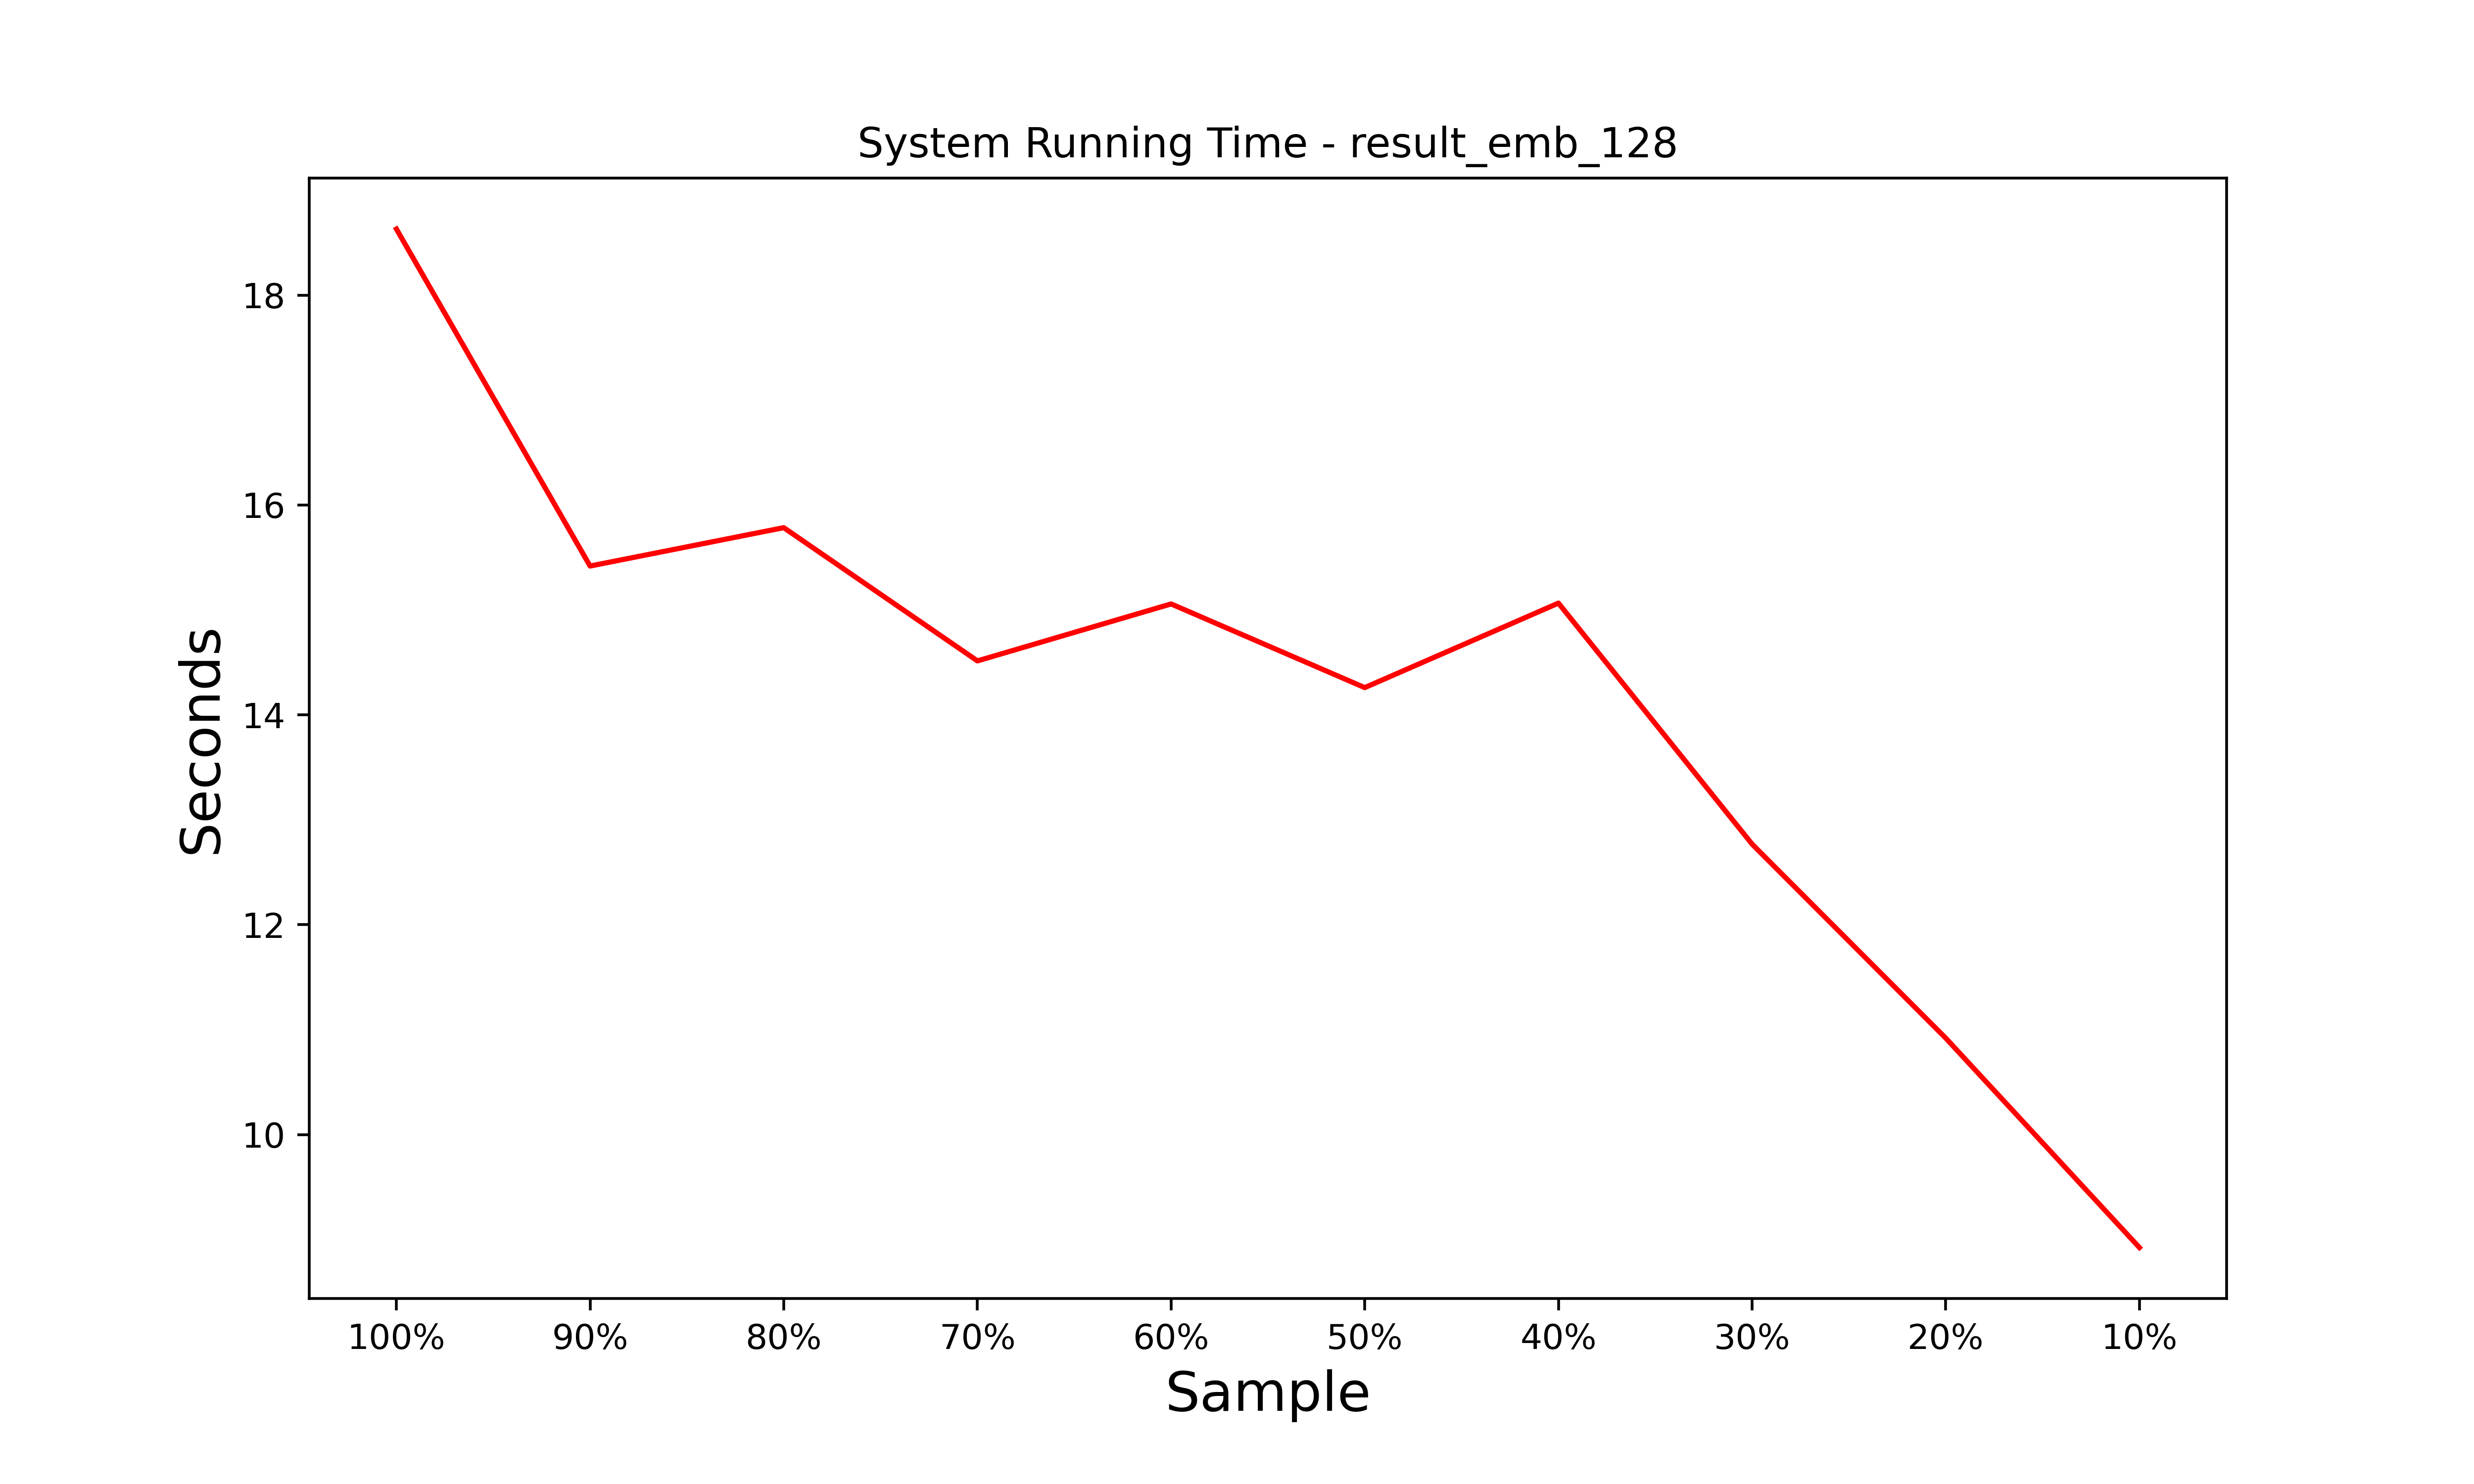 System Running Time - result_emb_128
Seconds
18
16
14
12
10
100% 90% 80% 70% 60% 50% 40% 30% 20% 10%
Sample